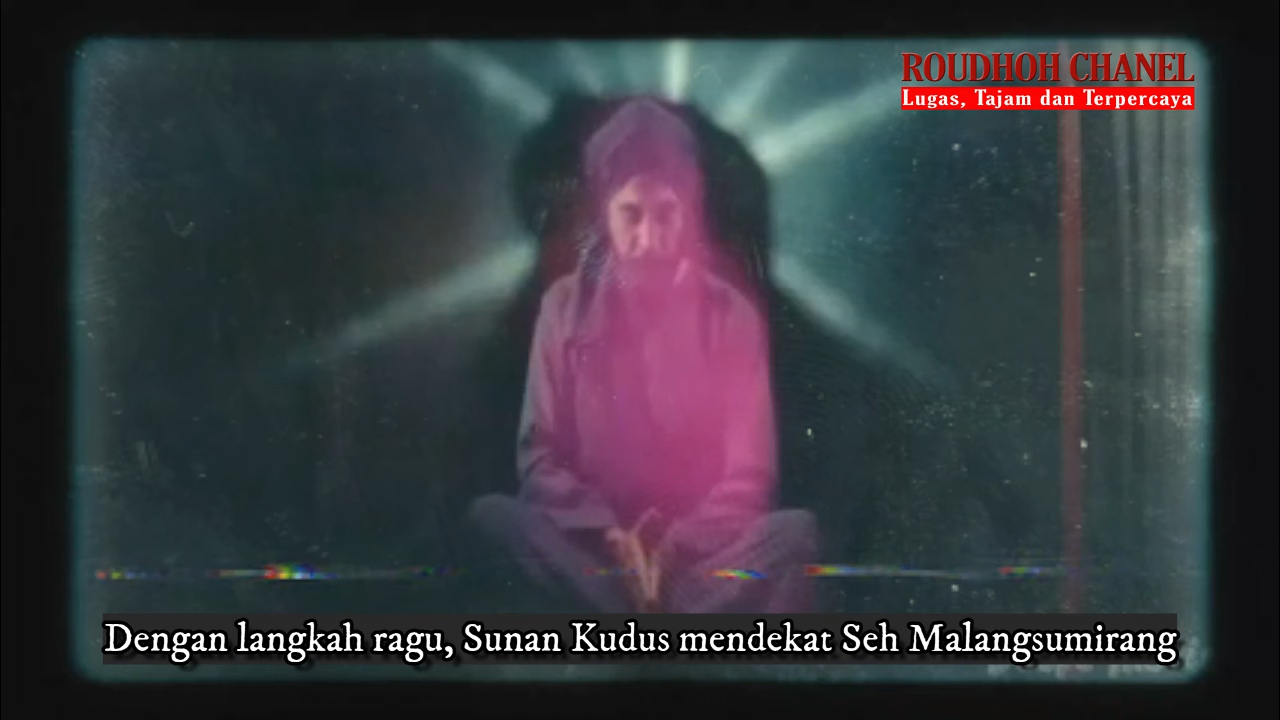 ROUDHOH CHANEL
Lugas, Tajam dan Terpercaya
Dengan langkah ragu, Sunan Kudus mendekat Seh Malangsumirang